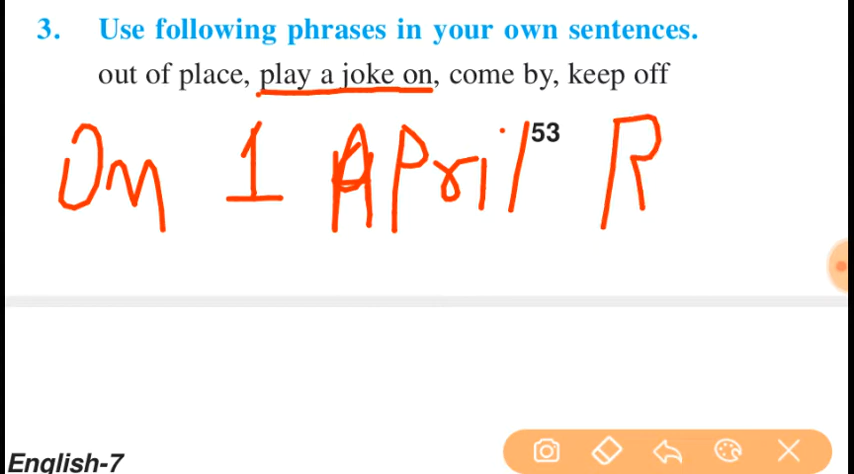 3. Use following phrases in your own sentences.
out of place, play a joke on, come by, keep off
53
On 1 April R
English-7